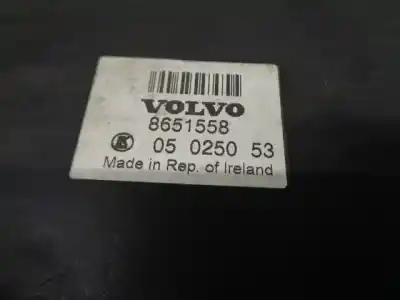 VOLVO
8651558
05 0250 53
Made in Rep. of Ireland